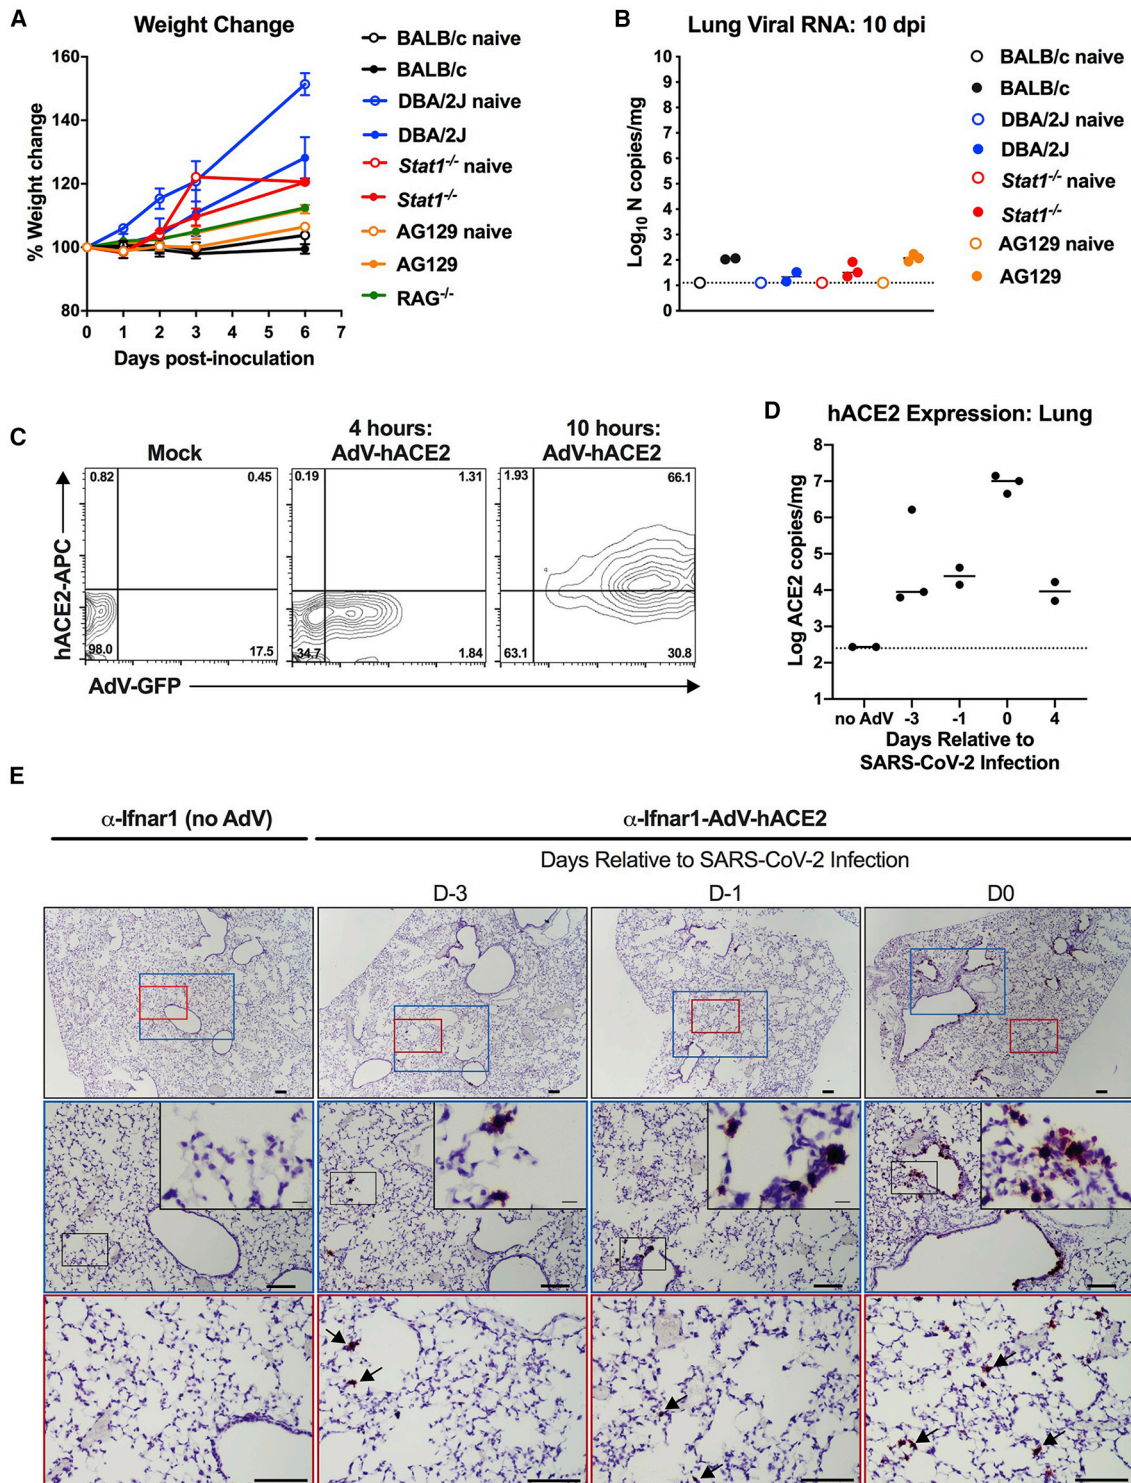 A
Weight Change
% Weight change
160
140
120
100
80
0 1 2 3 4 5 6 7
Days post-inoculation
BALB/c naive
BALB/c
DBA/2J naive
DBA/2J
Stat1-/- naive
Stat1-/-
AG129 naive
AG129
RAG-/-
B
Lung Viral RNA: 10 dpi
Log10 N copies/mg
10
9
8
7
6
5
4
3
2
1
0
BALB/c naive
BALB/c
DBA/2J naive
DBA/2J
Stat1-/- naive
Stat1-/-
AG129 naive
AG129
C
Mock
4 hours:
AdV-hACE2
10 hours:
AdV-hACE2
hACE2-APC
0.82 0.45
98.0 17.5
0.19 1.31
34.7 1.84
1.93 66.1
63.1 30.8
AdV-GFP
D
hACE2 Expression: Lung
Log ACE2 copies/mg
8
7
6
5
4
3
2
1
no AdV -3 -1 0 4
Days Relative to
SARS-CoV-2 Infection
E
α-Ifnar1 (no AdV)
α-Ifnar1-AdV-hACE2
Days Relative to SARS-CoV-2 Infection
D-3 D-1 D0